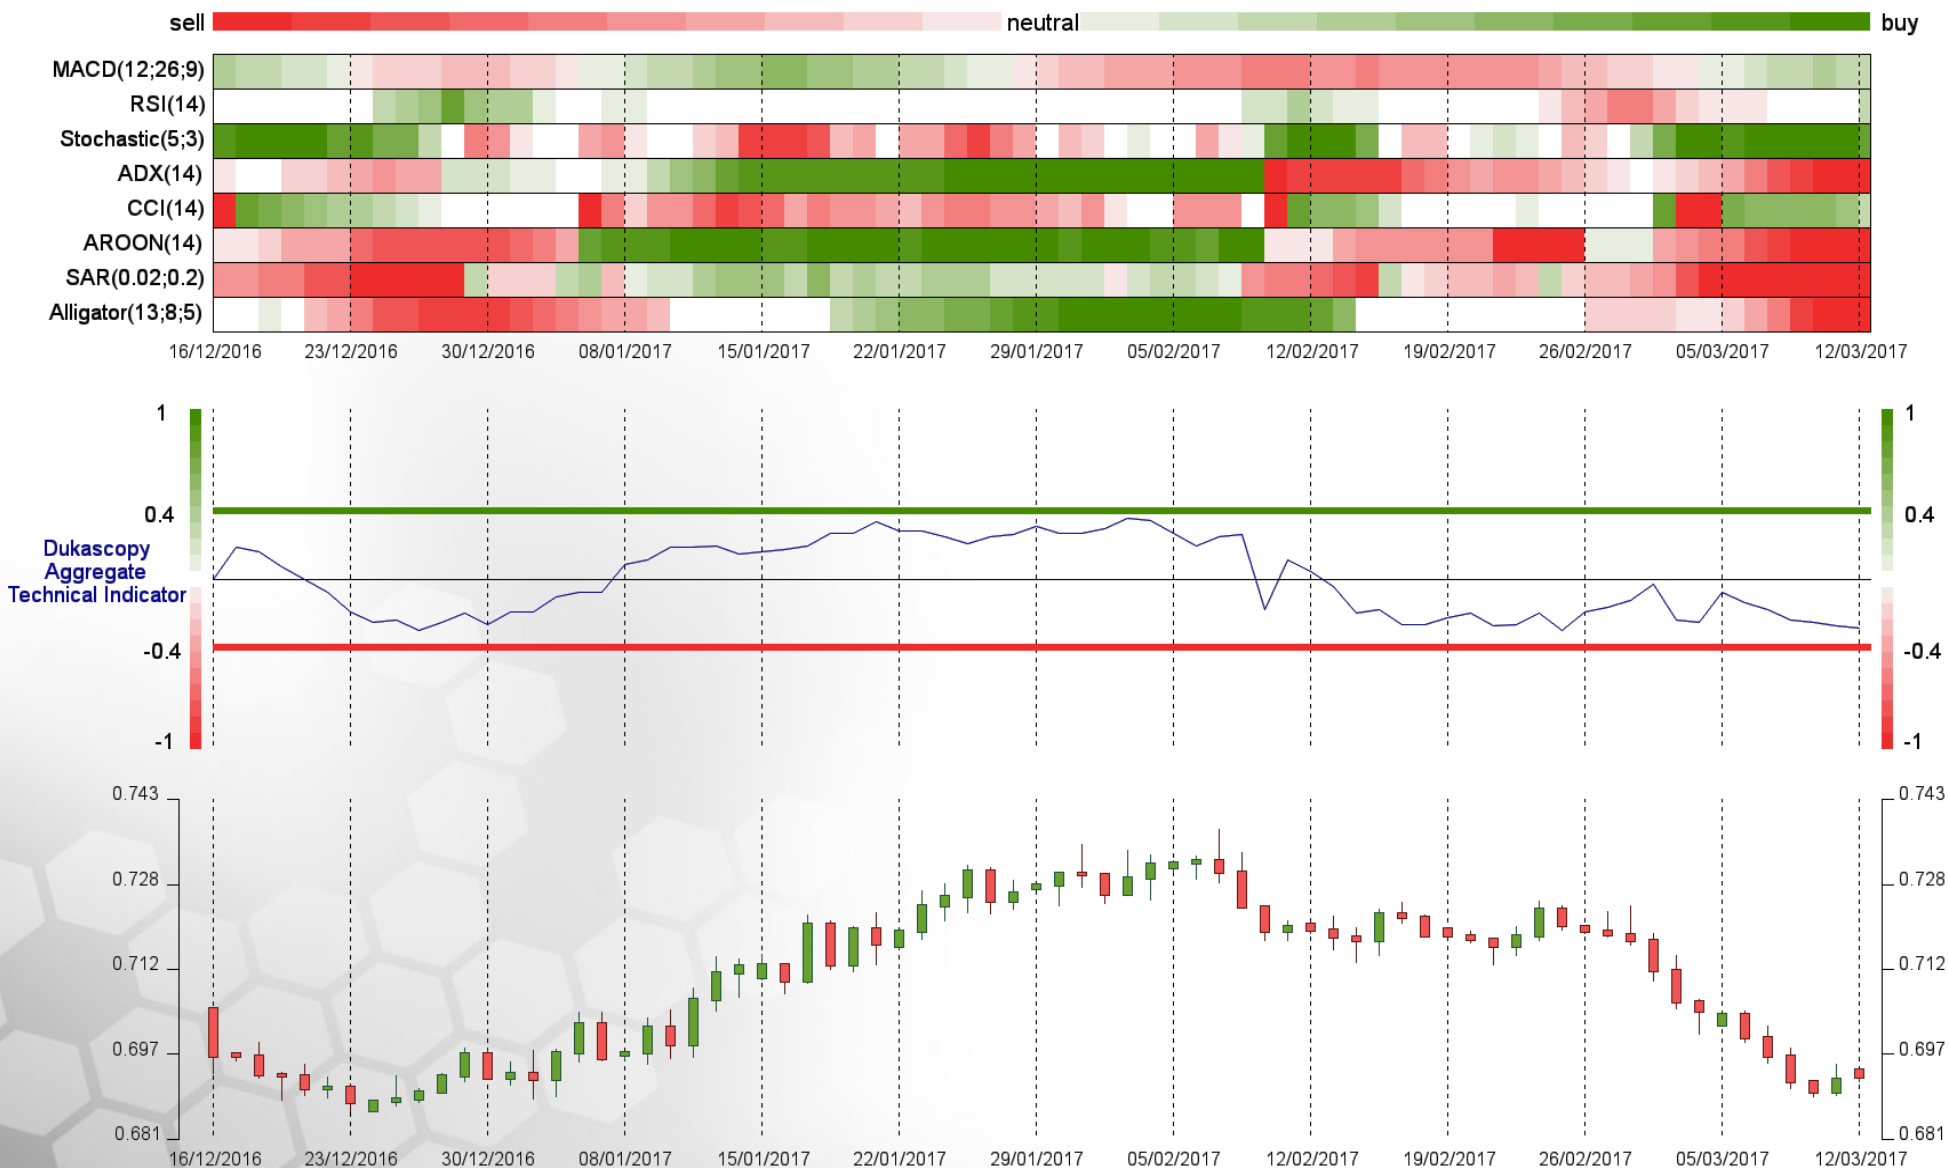 sell neutral buy
MACD(12;26;9)
RSI(14)
Stochastic(5;3)
ADX(14)
CCI(14)
AROON(14)
SAR(0.02;0.2)
Alligator(13;8;5)
16/12/2016 23/12/2016 30/12/2016 08/01/2017 15/01/2017 22/01/2017 29/01/2017 05/02/2017 12/02/2017 19/02/2017 26/02/2017 05/03/2017 12/03/2017
1 1
0.4 0.4
Dukascopy
Aggregate
Technical Indicator
-0.4 -0.4
-1 -1
0.743 0.743
0.728 0.728
0.712 0.712
0.697 0.697
0.681 0.681
16/12/2016 23/12/2016 30/12/2016 08/01/2017 15/01/2017 22/01/2017 29/01/2017 05/02/2017 12/02/2017 19/02/2017 26/02/2017 05/03/2017 12/03/2017